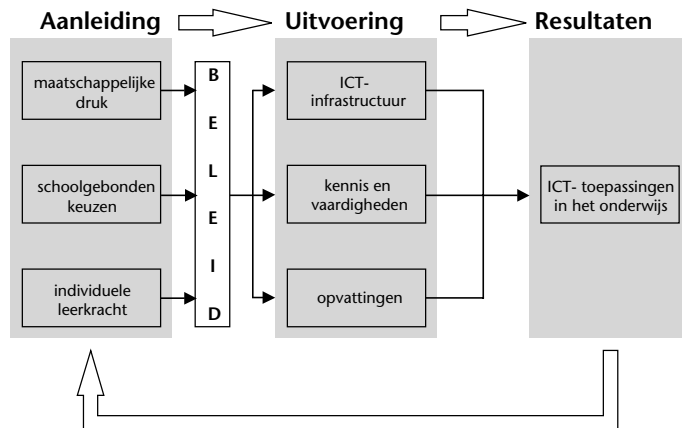 Aanleiding
Uitvoering
Resultaten
maatschappelijke
druk
schoolgebonden
keuzen
individuele
leerkracht
B
E
L
E
I
D
ICT-
infrastructuur
kennis en
vaardigheden
opvattingen
ICT- toepassingen
in het onderwijs